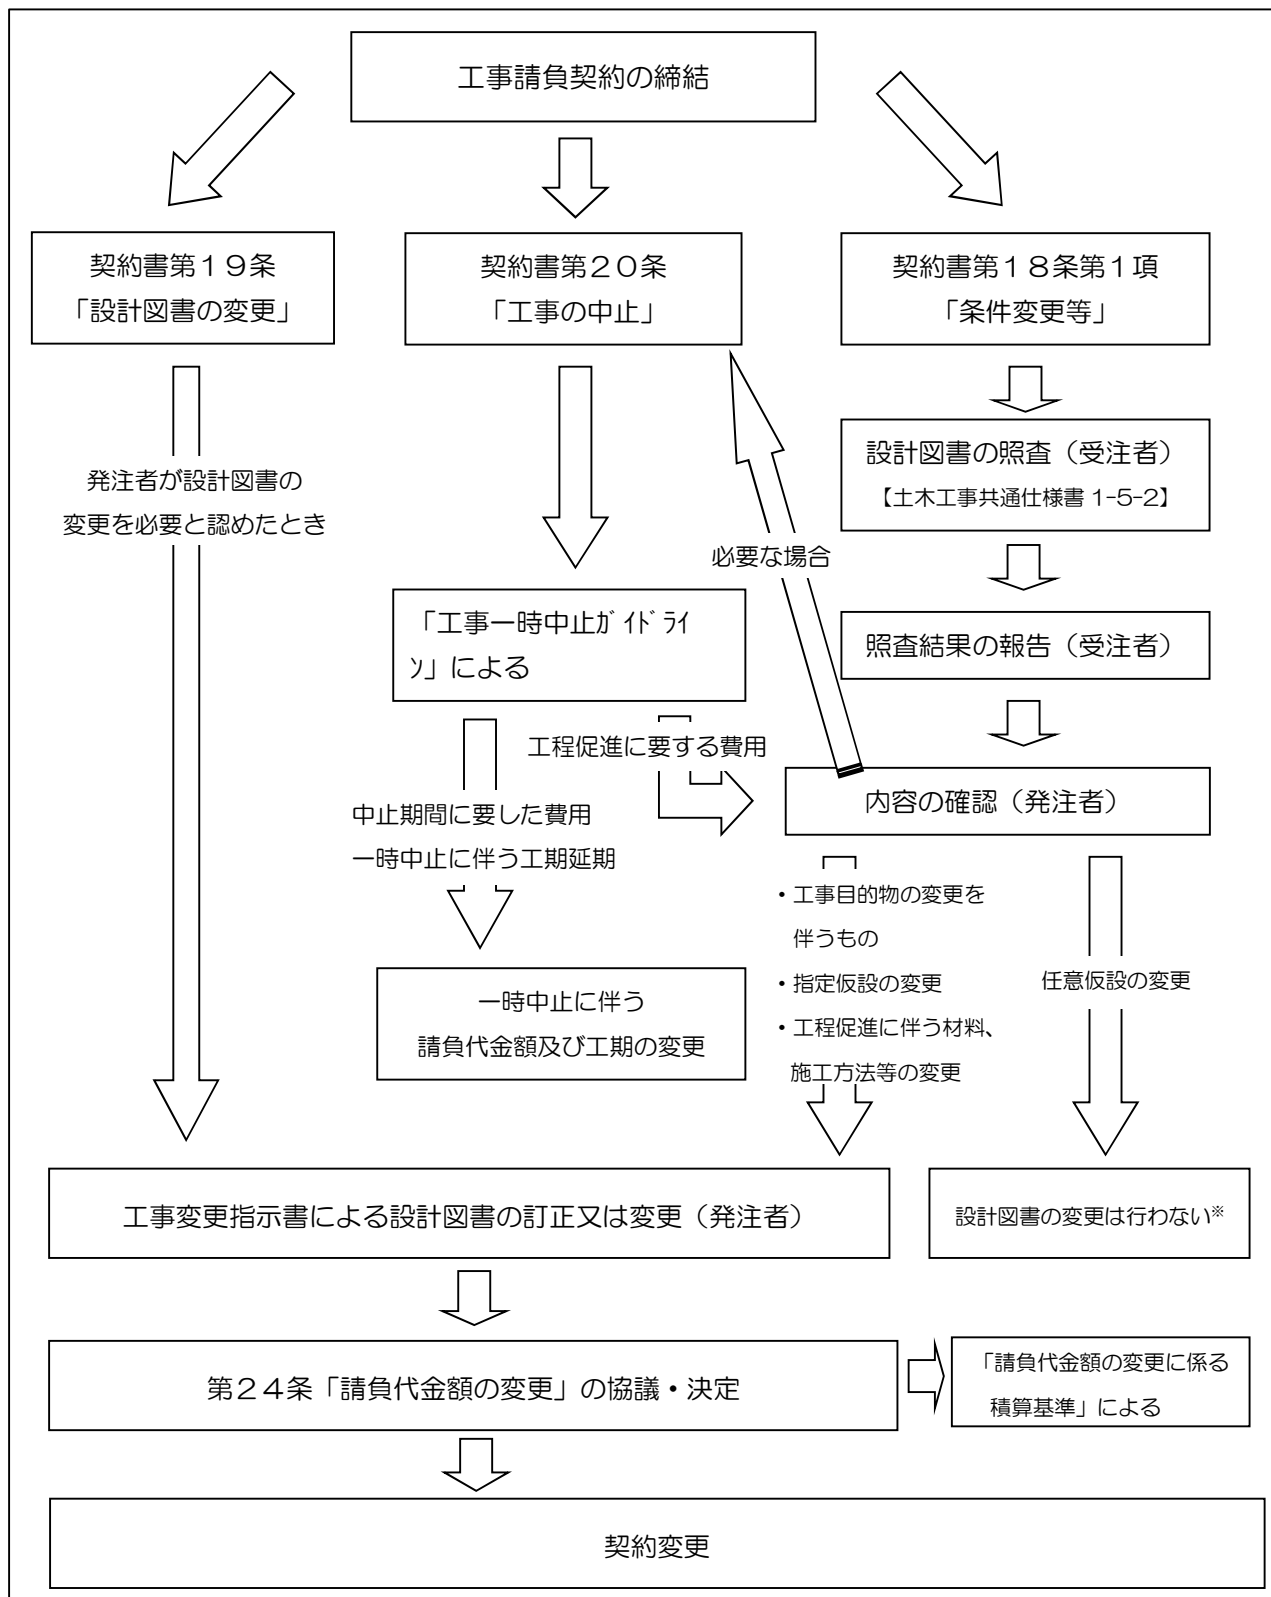 工事請負契約の締結
契約書第１９条
「設計図書の変更」
契約書第２０条
「工事の中止」
契約書第１８条第１項
「条件変更等」
設計図書の照査（受注者）
【土木工事共通仕様書 1-5-2】
発注者が設計図書の
変更を必要と認めたとき
必要な場合
「工事一時中止ｶﾞｲﾄﾞﾗｲ
ﾝ」による
照査結果の報告（受注者）
工程促進に要する費用
内容の確認（発注者）
中止期間に要した費用
一時中止に伴う工期延期
・工事目的物の変更を
伴うもの
・指定仮設の変更
・工程促進に伴う材料、
施工方法等の変更
任意仮設の変更
一時中止に伴う
請負代金額及び工期の変更
工事変更指示書による設計図書の訂正又は変更（発注者）
設計図書の変更は行わない※
第２４条「請負代金額の変更」の協議・決定
「請負代金額の変更に係る
積算基準」による
契約変更